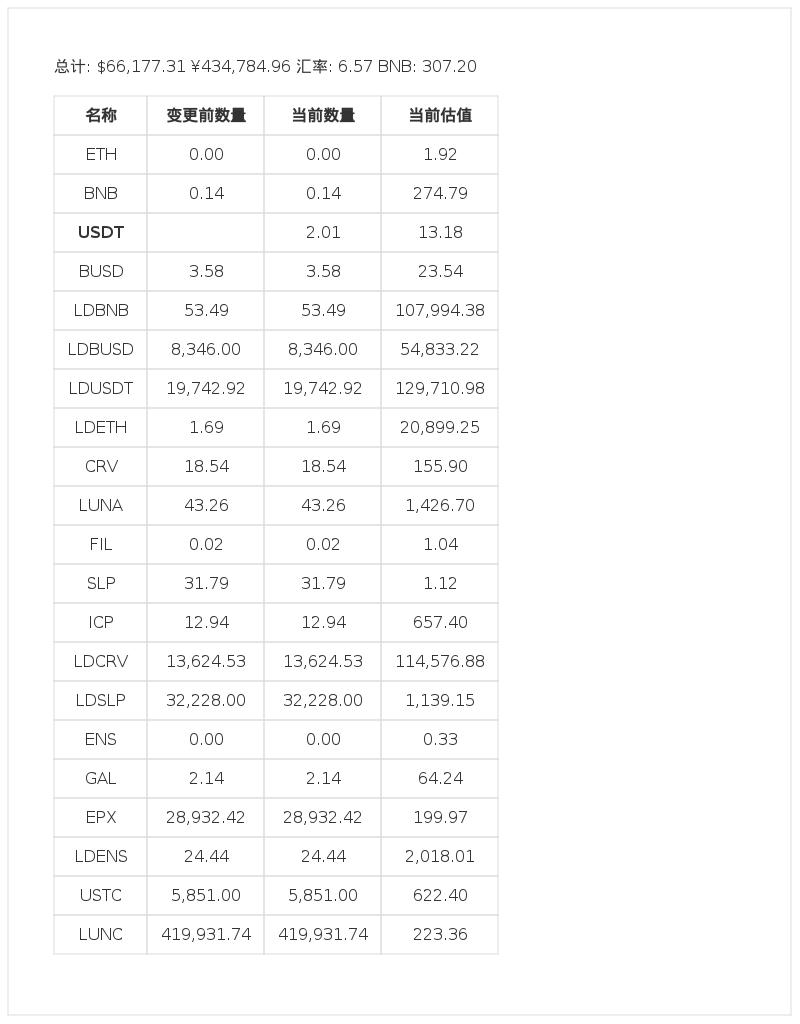 总计: $66,177.31 ¥434,784.96 汇率: 6.57 BNB: 307.20
名称 变更前数量 当前数量 当前估值
ETH 0.00 0.00 1.92
BNB 0.14 0.14 274.79
USDT 2.01 13.18
BUSD 3.58 3.58 23.54
LDBNB 53.49 53.49 107,994.38
LDBUSD 8,346.00 8,346.00 54,833.22
LDUSDT 19,742.92 19,742.92 129,710.98
LDETH 1.69 1.69 20,899.25
CRV 18.54 18.54 155.90
LUNA 43.26 43.26 1,426.70
FIL 0.02 0.02 1.04
SLP 31.79 31.79 1.12
ICP 12.94 12.94 657.40
LDCRV 13,624.53 13,624.53 114,576.88
LDSLP 32,228.00 32,228.00 1,139.15
ENS 0.00 0.00 0.33
GAL 2.14 2.14 64.24
EPX 28,932.42 28,932.42 199.97
LDENS 24.44 24.44 2,018.01
USTC 5,851.00 5,851.00 622.40
LUNC 419,931.74 419,931.74 223.36